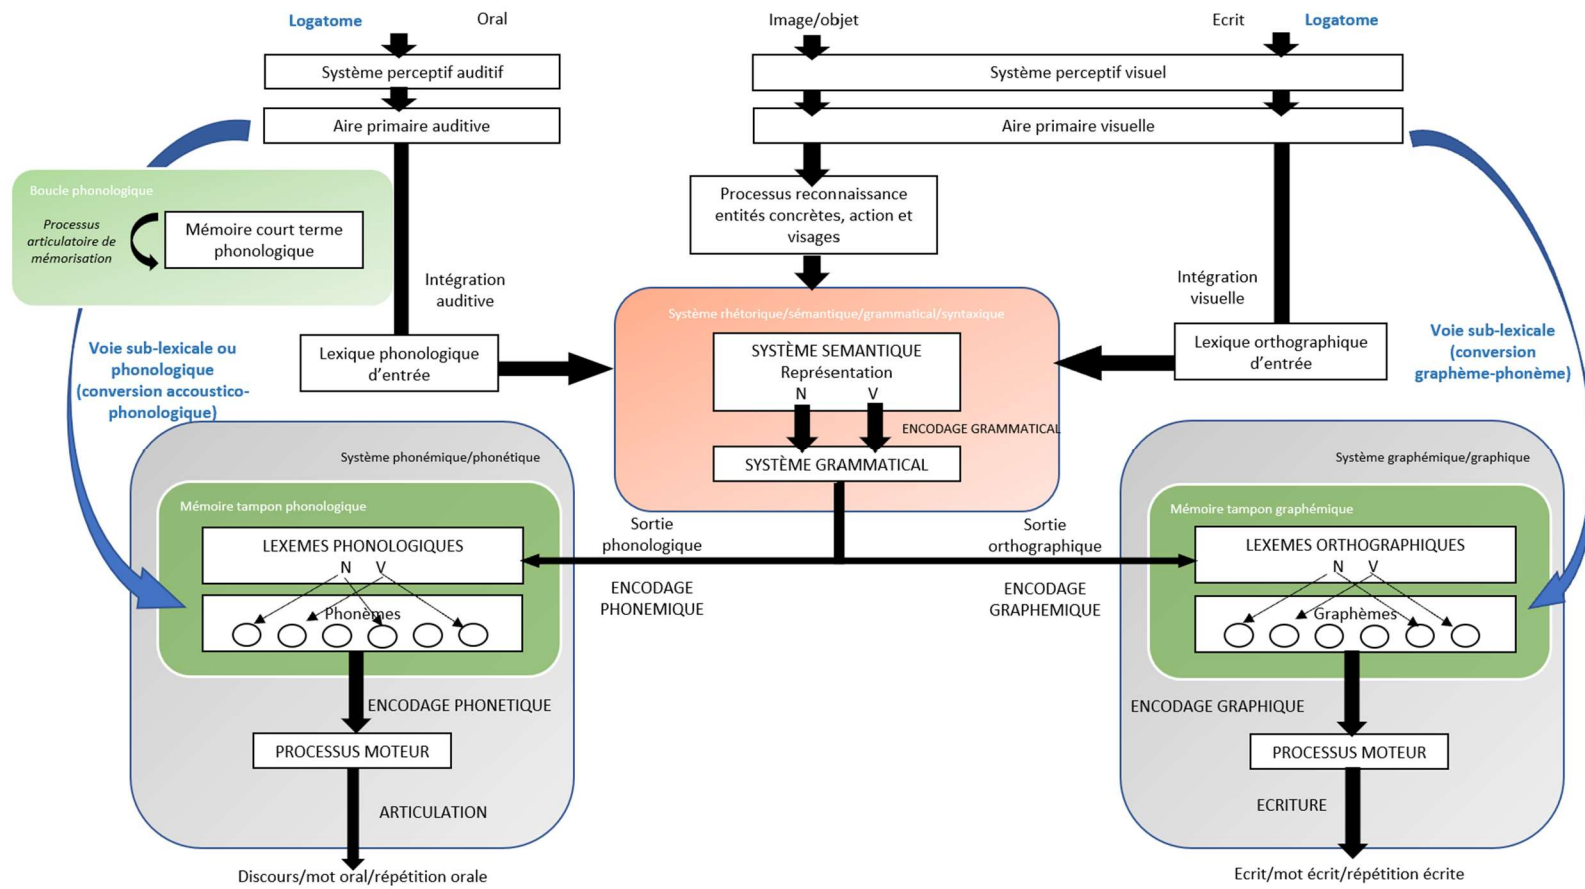 Logatome
Oral
Image/objet
Ecrit
Logatome
Système perceptif auditif
Système perceptif visuel
Aire primaire auditive
Aire primaire visuelle
Boucle phonologique
Processus
articulatoire de
mémorisation
Mémoire court terme
phonologique
Processus reconnaissance
entités concrètes, action et
visages
Intégration
auditive
Intégration
visuelle
Système rhétorique/sémantique/grammatical/syntaxique
Voie sub-lexicale ou
phonologique
(conversion accoustico-
phonologique)
Lexique phonologique
d'entrée
SYSTÈME SEMANTIQUE
Représentation
N V
ENCODAGE GRAMMATICAL
SYSTÈME GRAMMATICAL
Lexique orthographique
d'entrée
Voie sub-lexicale
(conversion
graphème-phonème)
Système phonémique/phonétique
Système graphémique/graphique
Mémoire tampon phonologique
Mémoire tampon graphémique
LEXEMES PHONOLOGIQUES
N V
Phonèmes
Sortie
phonologique
ENCODAGE
PHONEMIQUE
Sortie
orthographique
ENCODAGE
GRAPHEMIQUE
LEXEMES ORTHOGRAPHIQUES
N V
Graphèmes
ENCODAGE PHONETIQUE
ENCODAGE GRAPHIQUE
PROCESSUS MOTEUR
PROCESSUS MOTEUR
ARTICULATION
ECRITURE
Discours/mot oral/répétition orale
Ecrit/mot écrit/répétition écrite